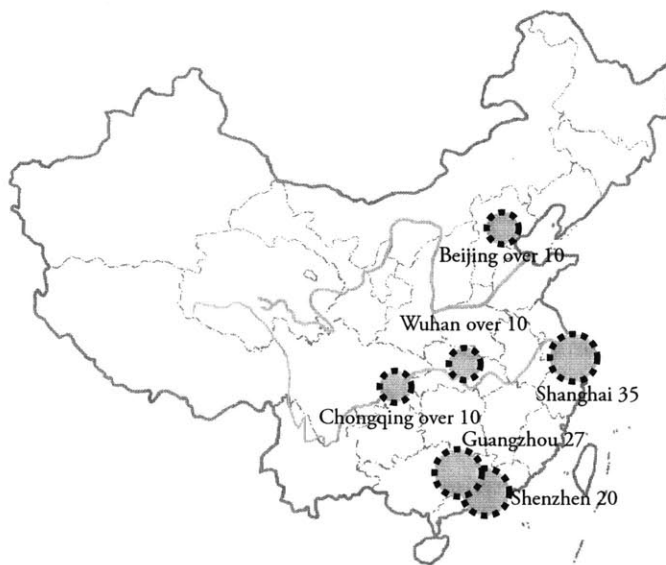 Beijing over 10
Wuhan over 10
Shanghai 35
Chongqing over 10
Guangzhou 27
Shenzhen 20